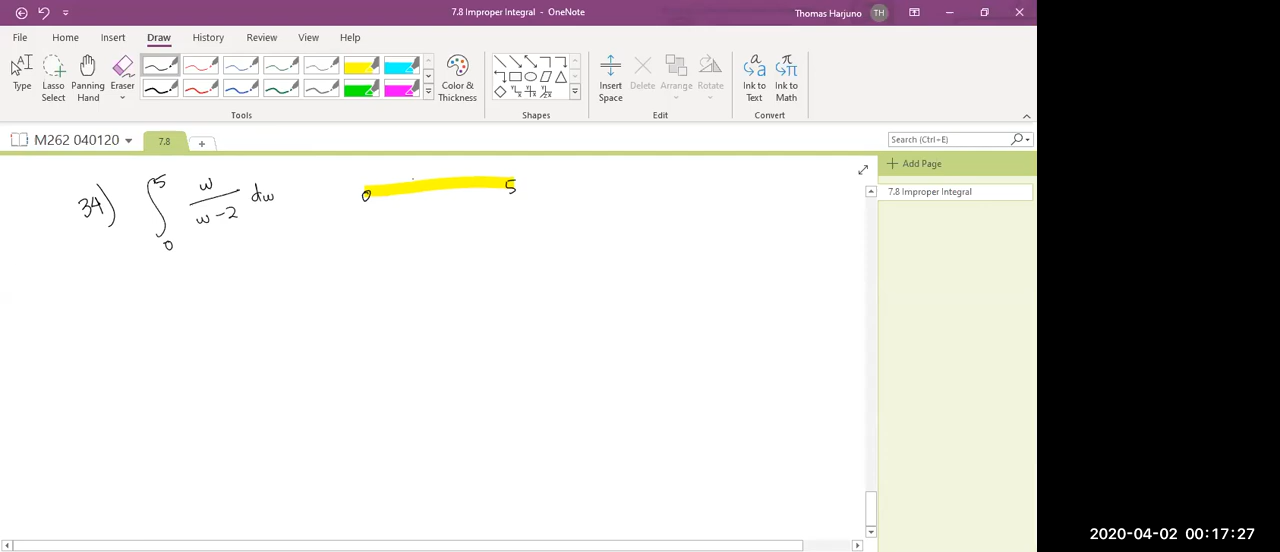 7.8 Improper Integral - OneNote
Thomas Harjuno TH
File Home Insert Draw History Review View Help
Type
Lasso Select
Panning Hand
Eraser
Color & Thickness
Insert Space
Delete
Arrange
Rotate
Ink to Text
Ink to Math
Tools
Shapes
Edit
Convert
M262 040120
7.8
Search (Ctrl+E)
Add Page
7.8 Improper Integral
34) ∫₀⁵ w/(w-2) dw
0 5
2020-04-02 00:17:27